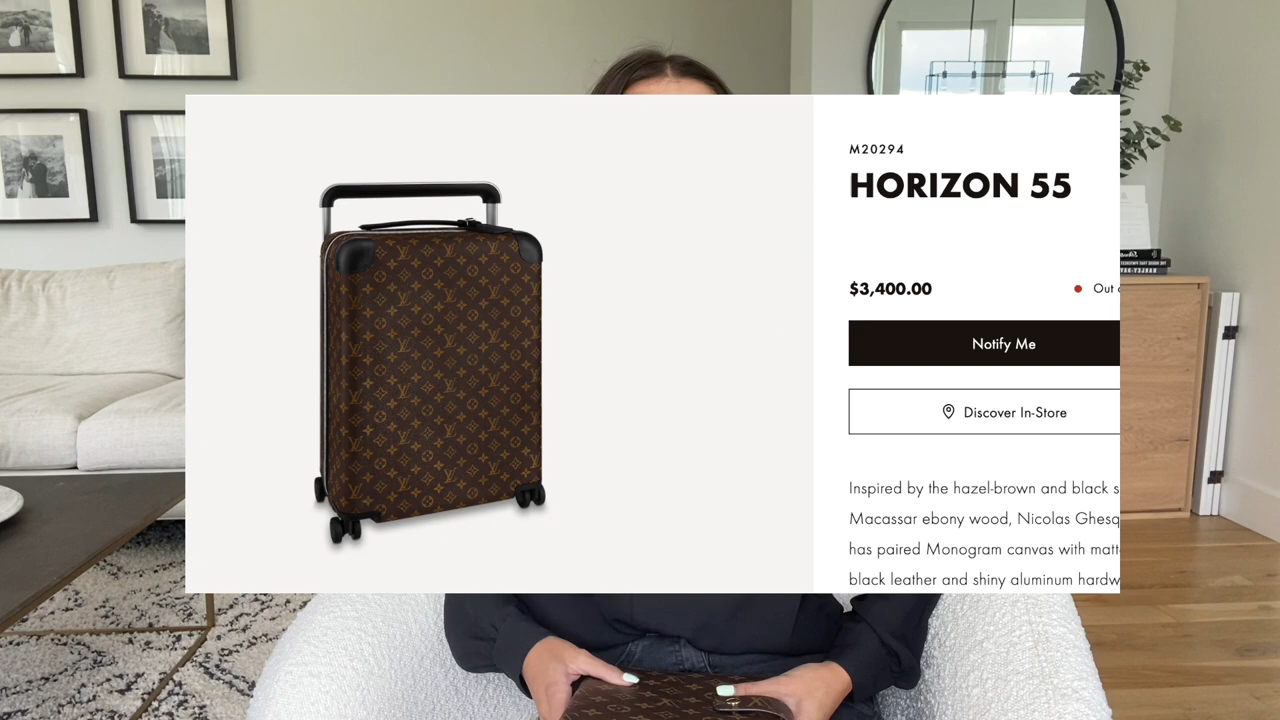 M20294
HORIZON 55
$3,400.00
Out
Notify Me
Discover In-Store
Inspired by the hazel-brown and black s
Macassar ebony wood, Nicolas Ghesq
has paired Monogram canvas with matt
black leather and shiny aluminum hardw